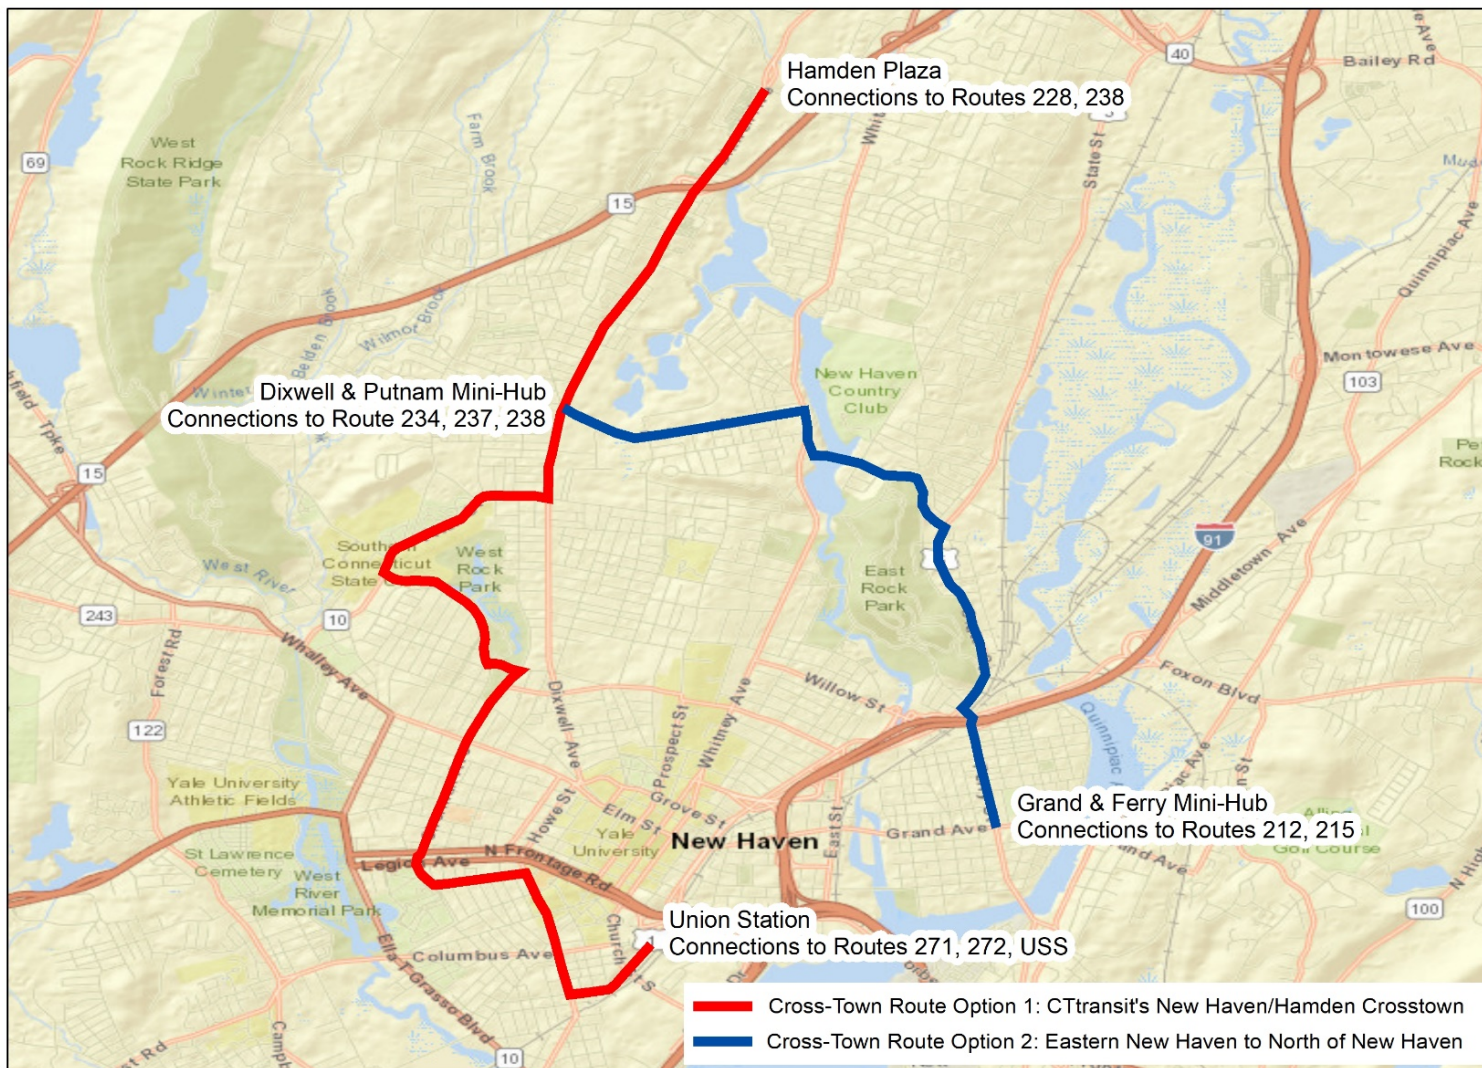 Hamden Plaza
Connections to Routes 228, 238
40
Bailey Rd
West
Rock Ridge
State Park
69
Farm Brook
State St
15
Quinnipiac Ave
Belden Brook
Wilmot Brook
Montowese Ave
103
New Haven
Country
Club
Dixwell & Putnam Mini-Hub
Connections to Route 234, 237, 238
15
91
Middletown Ave
West River
West
Rock
Park
East
Rock
Park
243
10
Forest Rd
Whalley Ave
Foxon Blvd
Willow St
122
Dixwell Ave
Prospect St
Whitney Ave
Quinnipiac
Yale University
Athletic Fields
Howe St
Grove St
Elm St
Yale
University
New Haven
East St
Grand Ave
Grand & Ferry Mini-Hub
Connections to Routes 212, 215
St Lawrence
Cemetery
West
River
Memorial Park
Legion Ave
N Frontage Rd
100
Union Station
Connections to Routes 271, 272, USS
Columbus Ave
Ella T Grasso Blvd
10
Cross-Town Route Option 1: CTtransit's New Haven/Hamden Crosstown
Cross-Town Route Option 2: Eastern New Haven to North of New Haven